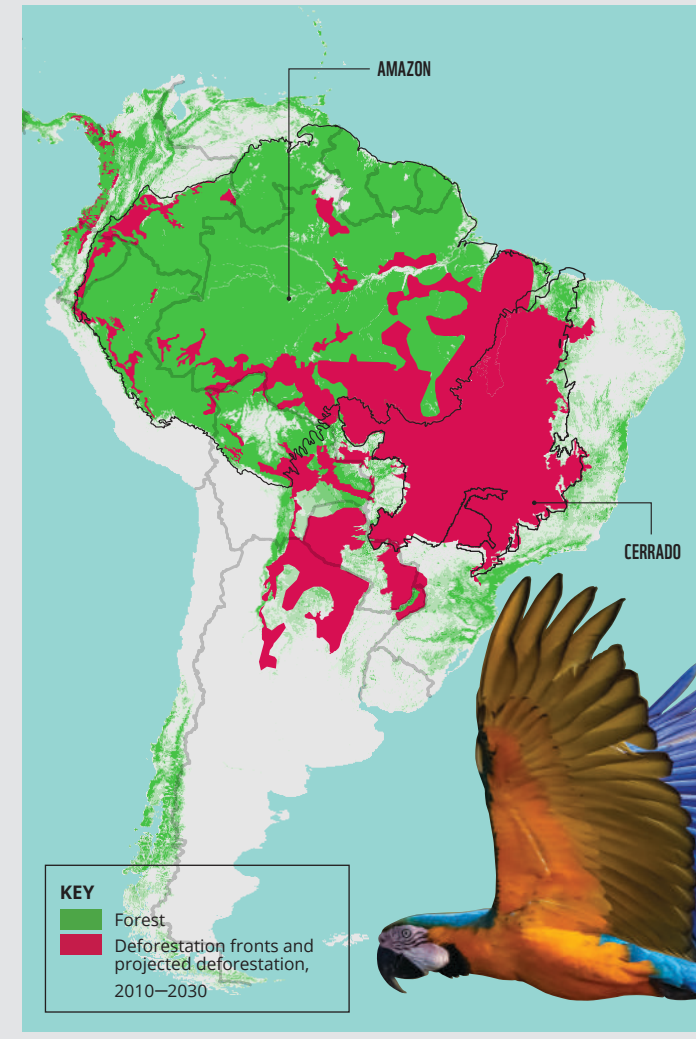 AMAZON
CERRADO
KEY
Forest
Deforestation fronts and
projected deforestation,
2010—2030